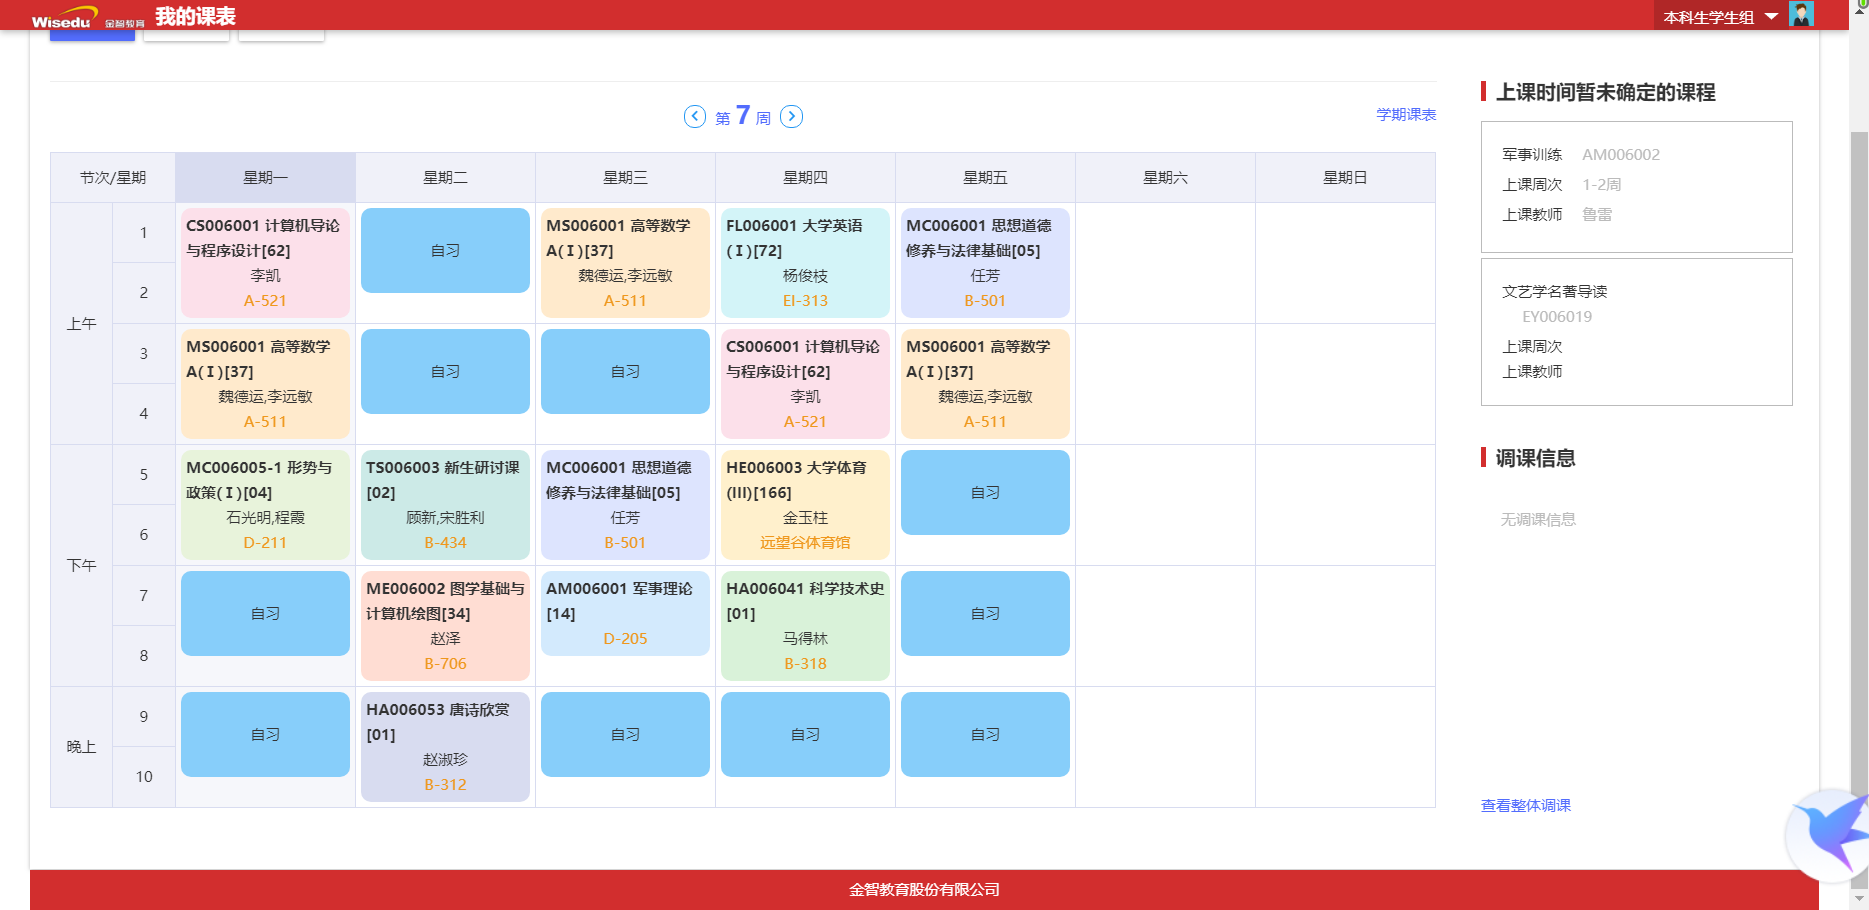 Wisedu 金智教育 我的课表
本科生学生组
第 7 周
学期课表
节次/星期 星期一 星期二 星期三 星期四 星期五 星期六 星期日
上午
1
2
3
4
CS006001 计算机导论
与程序设计[62]
李凯
A-521
自习
MS006001 高等数学
A(Ⅰ)[37]
魏德运,李远敏
A-511
FL006001 大学英语
(Ⅰ)[72]
杨俊枝
EI-313
MC006001 思想道德
修养与法律基础[05]
任芳
B-501
MS006001 高等数学
A(Ⅰ)[37]
魏德运,李远敏
A-511
自习
自习
CS006001 计算机导论
与程序设计[62]
李凯
A-521
MS006001 高等数学
A(Ⅰ)[37]
魏德运,李远敏
A-511
下午
5
6
7
8
MC006005-1 形势与
政策(Ⅰ)[04]
石光明,程霞
D-211
TS006003 新生研讨课
[02]
顾新,宋胜利
B-434
MC006001 思想道德
修养与法律基础[05]
任芳
B-501
HE006003 大学体育
(III)[166]
金玉柱
远望谷体育馆
自习
自习
ME006002 图学基础与
计算机绘图[34]
赵泽
B-706
AM006001 军事理论
[14]
D-205
HA006041 科学技术史
[01]
马得林
B-318
自习
晚上
9
10
自习
HA006053 唐诗欣赏
[01]
赵淑珍
B-312
自习
自习
自习
上课时间暂未确定的课程
军事训练 AM006002
上课周次 1-2周
上课教师 鲁雷
文艺学名著导读
EY006019
上课周次
上课教师
调课信息
无调课信息
查看整体调课
金智教育股份有限公司